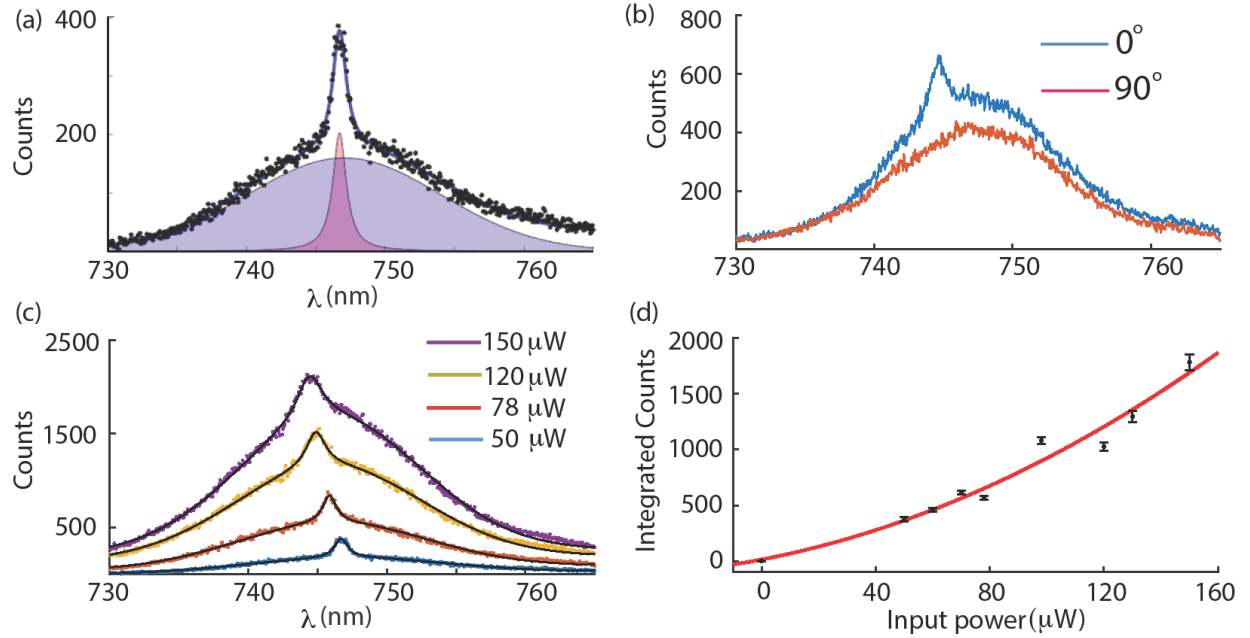 (a)
400
200
0
Counts
730
740
750
760
λ (nm)
(b)
800
600
400
200
Counts
0°
90°
730
740
750
760
(c)
2500
1500
500
Counts
150 μW
120 μW
78 μW
50 μW
730
740
750
760
λ (nm)
(d)
2000
1500
1000
500
0
Integrated Counts
0
40
80
120
160
Input power(μW)